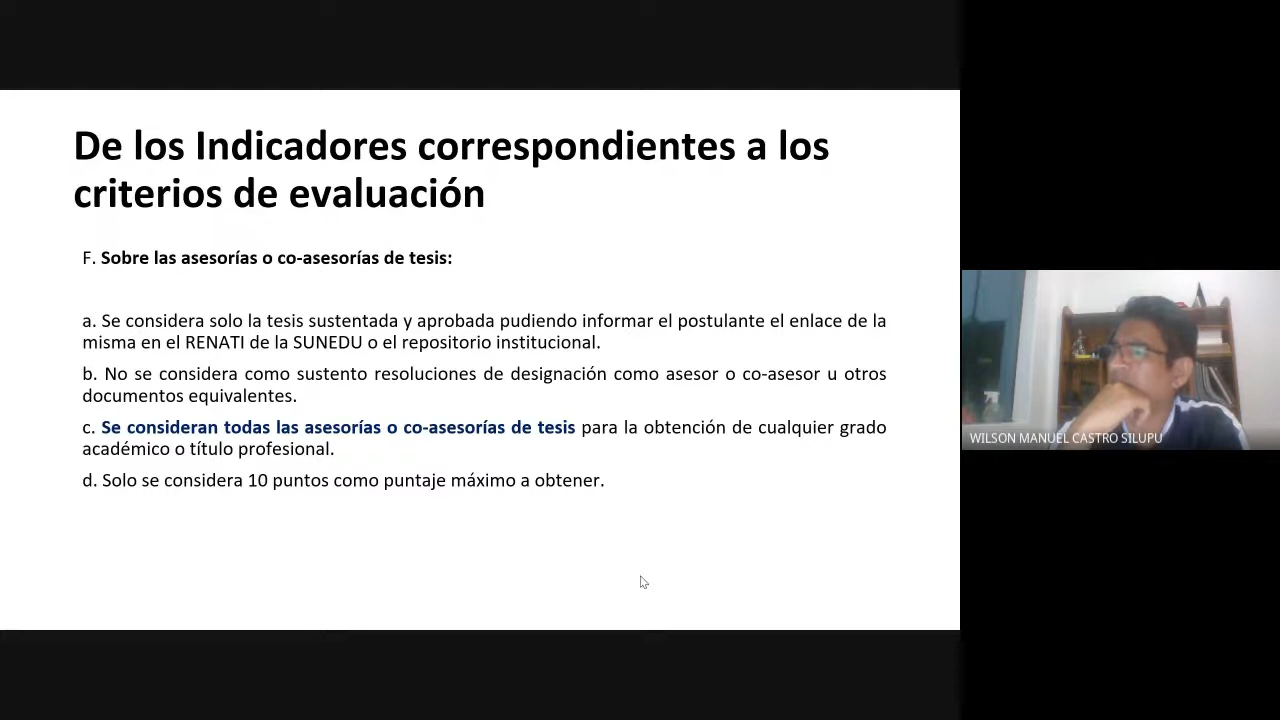 De los Indicadores correspondientes a los
criterios de evaluación
F. Sobre las asesorías o co-asesorías de tesis:
a. Se considera solo la tesis sustentada y aprobada pudiendo informar el postulante el enlace de la
misma en el RENATI de la SUNEDU o el repositorio institucional.
b. No se considera como sustento resoluciones de designación como asesor o co-asesor u otros
documentos equivalentes.
c. Se consideran todas las asesorías o co-asesorías de tesis para la obtención de cualquier grado
académico o título profesional.
d. Solo se considera 10 puntos como puntaje máximo a obtener.
WILSON MANUEL CASTRO SILUPU